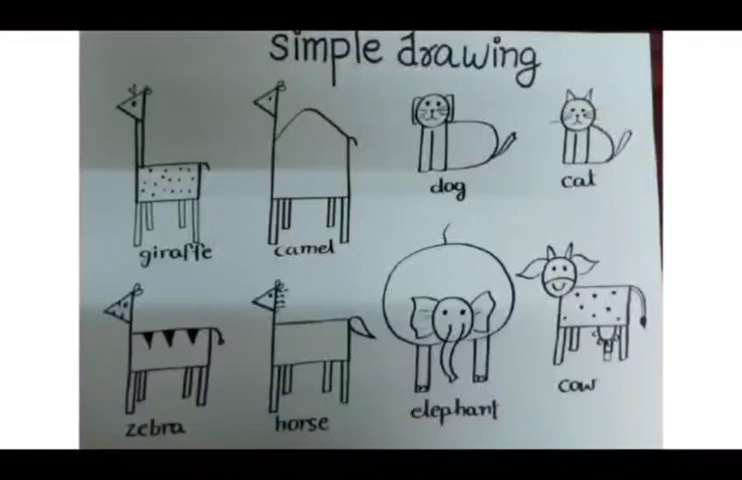 simple drawing
giraffe
camel
dog
cat
zebra
horse
elephant
cow